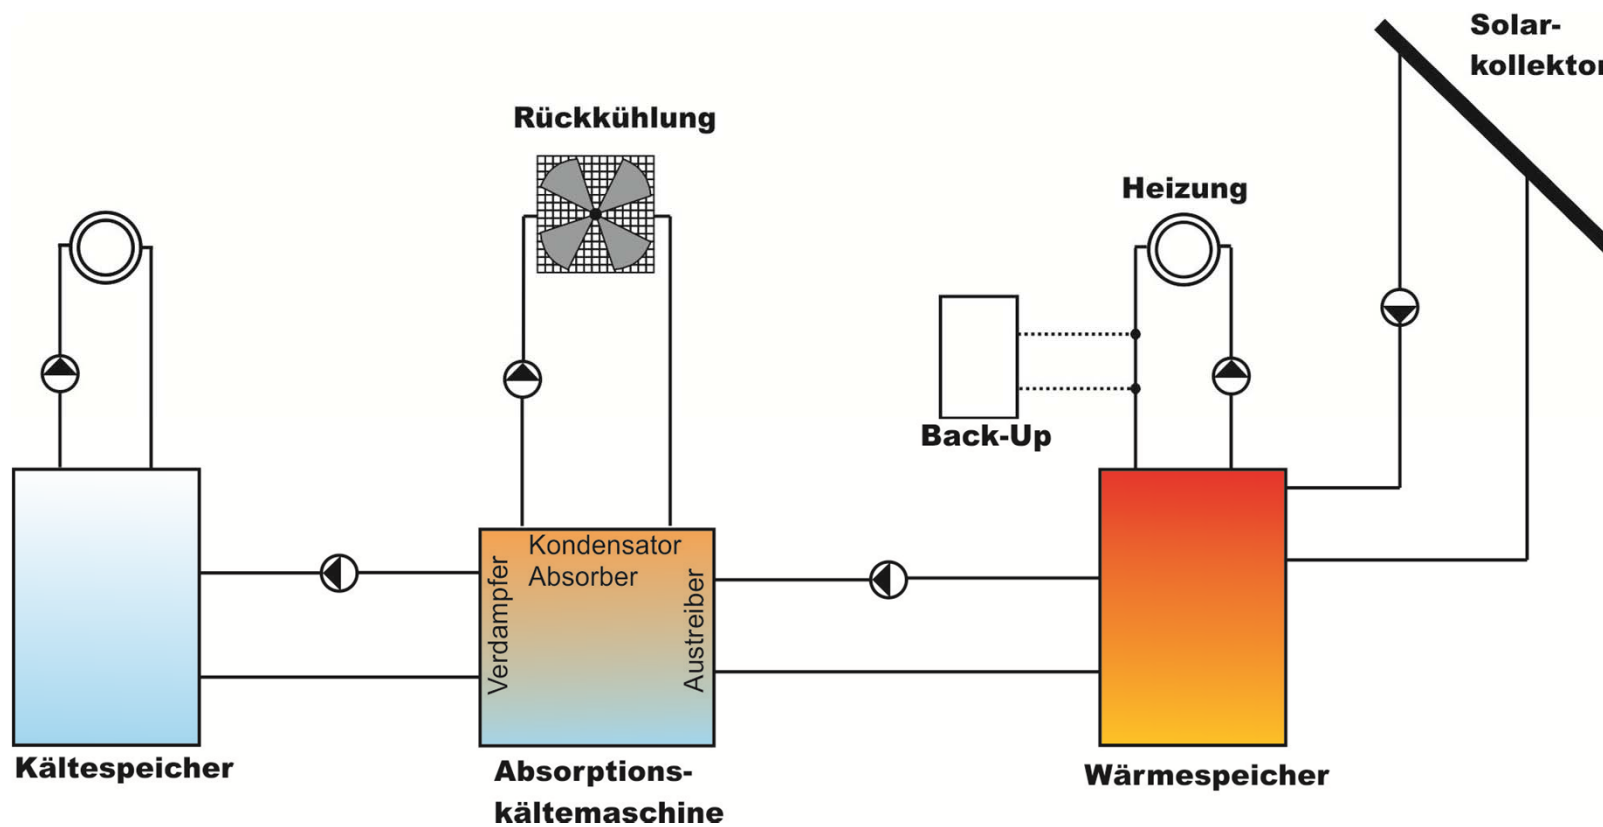 Solar-
kollektor
Rückkühlung
Heizung
Back-Up
Kondensator
Absorber
Verdampfer
Austreiber
Kältespeicher
Absorptions-
kältemaschine
Wärmespeicher